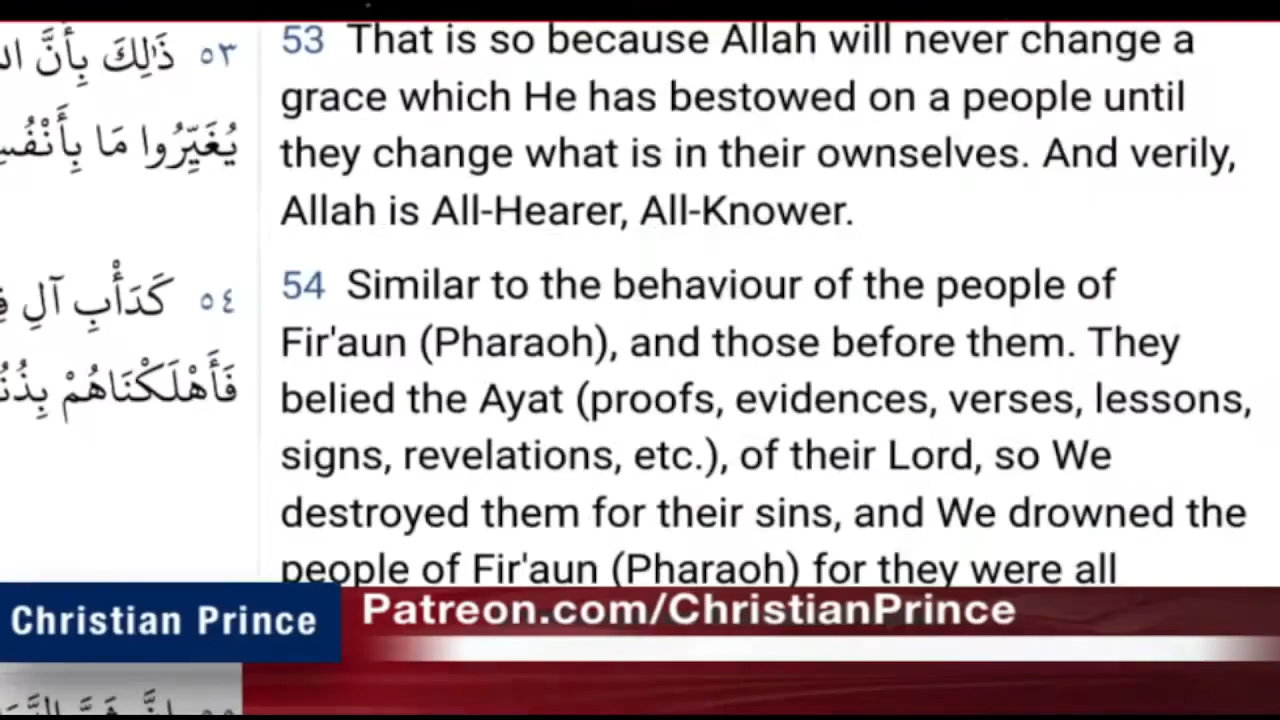 ٥٣ ذَٰلِكَ بِأَنَّ
يُغَيِّرُوا مَا
53 That is so because Allah will never change a
grace which He has bestowed on a people until
they change what is in their ownselves. And verily,
Allah is All-Hearer, All-Knower.
٥٤ كَدَأْبِ آلِ
فَأَهْلَكْنَاهُمْ
54 Similar to the behaviour of the people of
Fir'aun (Pharaoh), and those before them. They
belied the Ayat (proofs, evidences, verses, lessons,
signs, revelations, etc.), of their Lord, so We
destroyed them for their sins, and We drowned the
people of Fir'aun (Pharaoh) for they were all
Christian Prince
Patreon.com/ChristianPrince